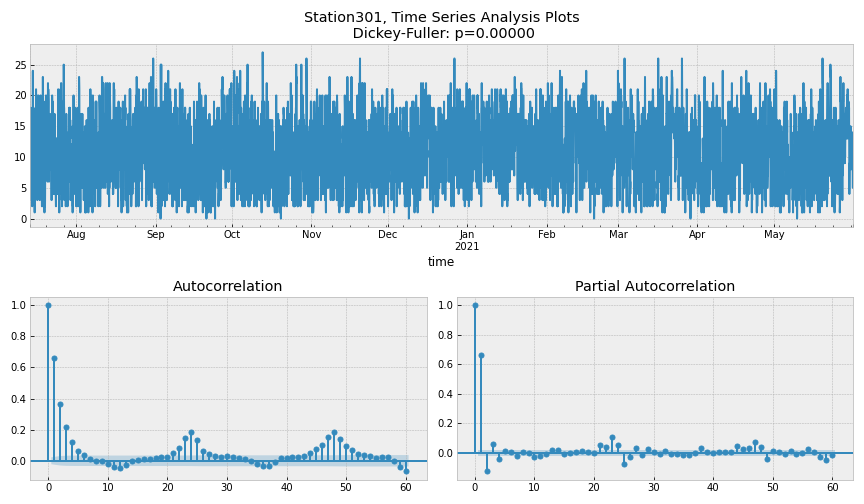 Station301, Time Series Analysis Plots
Dickey-Fuller: p=0.00000
25
20
15
10
5
0
Aug Sep Oct Nov Dec Jan Feb Mar Apr May
2021
time
Autocorrelation
1.0
0.8
0.6
0.4
0.2
0.0
0 10 20 30 40 50 60
Partial Autocorrelation
1.0
0.8
0.6
0.4
0.2
0.0
0 10 20 30 40 50 60